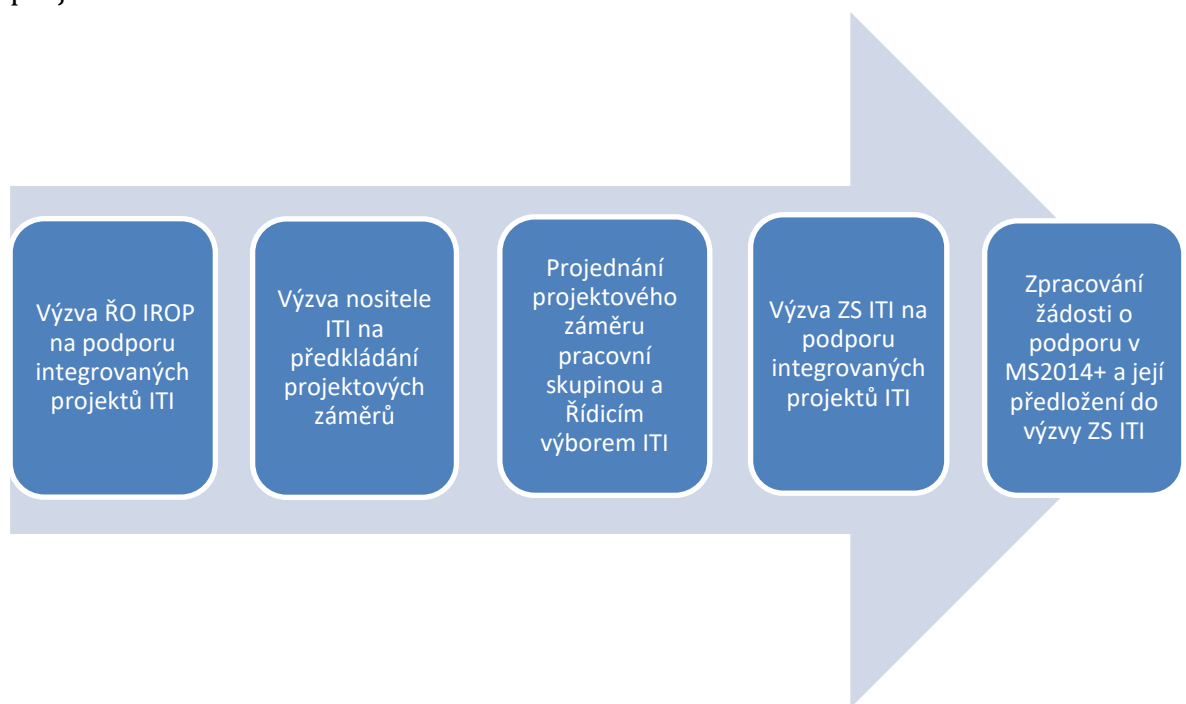 Výzva ŘO IROP
na podporu
integrovaných
projektů ITI
Výzva nositele
ITI na
předkládání
projektových
záměrů
Projednání
projektového
záměru
pracovní
skupinou a
Řídicím
výborem ITI
Výzva ZS ITI na
podporu
integrovaných
projektů ITI
Zpracování
žádosti o
podporu v
MS2014+ a její
předložení do
výzvy ZS ITI